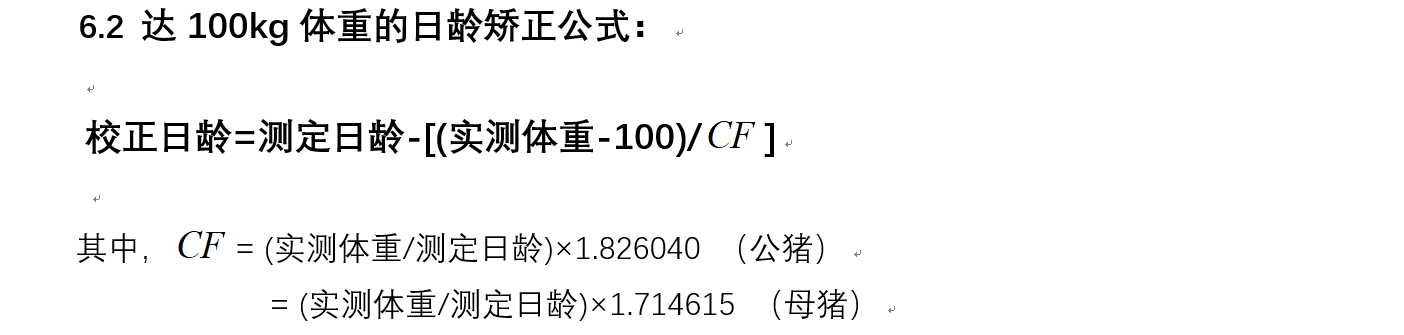 6.2 达 100kg 体重的日龄矫正公式：
校正日龄=测定日龄-[(实测体重-100)/CF ]
其中，CF = (实测体重/测定日龄)×1.826040 （公猪）
= (实测体重/测定日龄)×1.714615 （母猪）